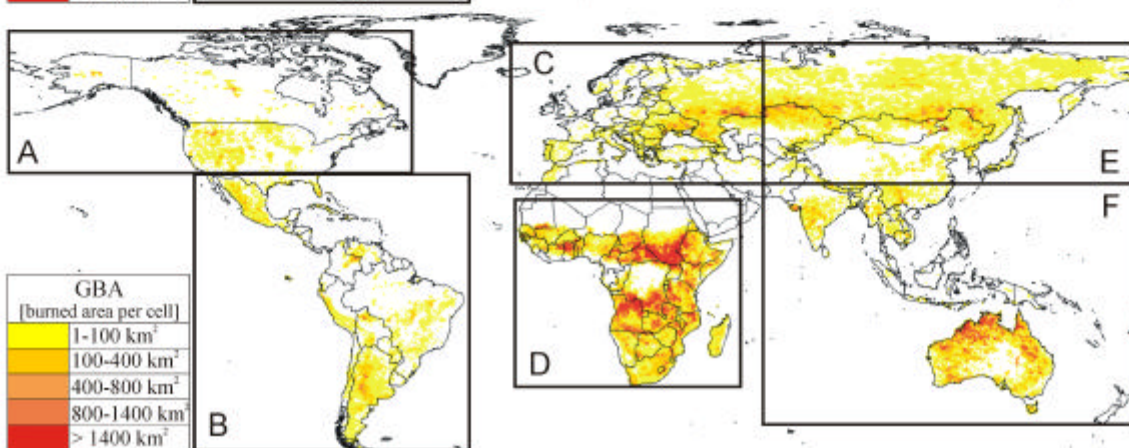 A
C
E
F
GBA
[burned area per cell]
1-100 km²
100-400 km²
400-800 km²
800-1400 km²
> 1400 km²
D
B